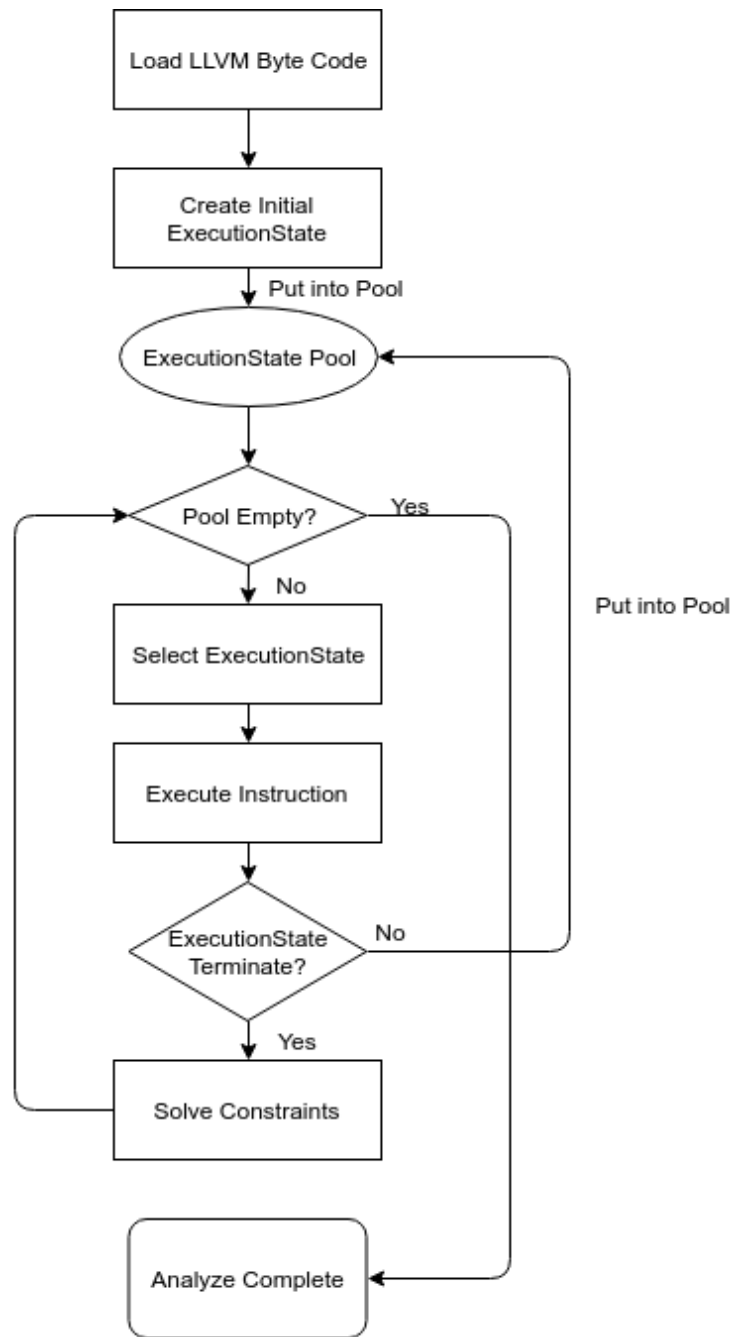 Load LLVM Byte Code
Create Initial
ExecutionState
Put into Pool
ExecutionState Pool
Pool Empty?
Yes
No
Put into Pool
Select ExecutionState
Execute Instruction
ExecutionState
Terminate?
No
Yes
Solve Constraints
Analyze Complete